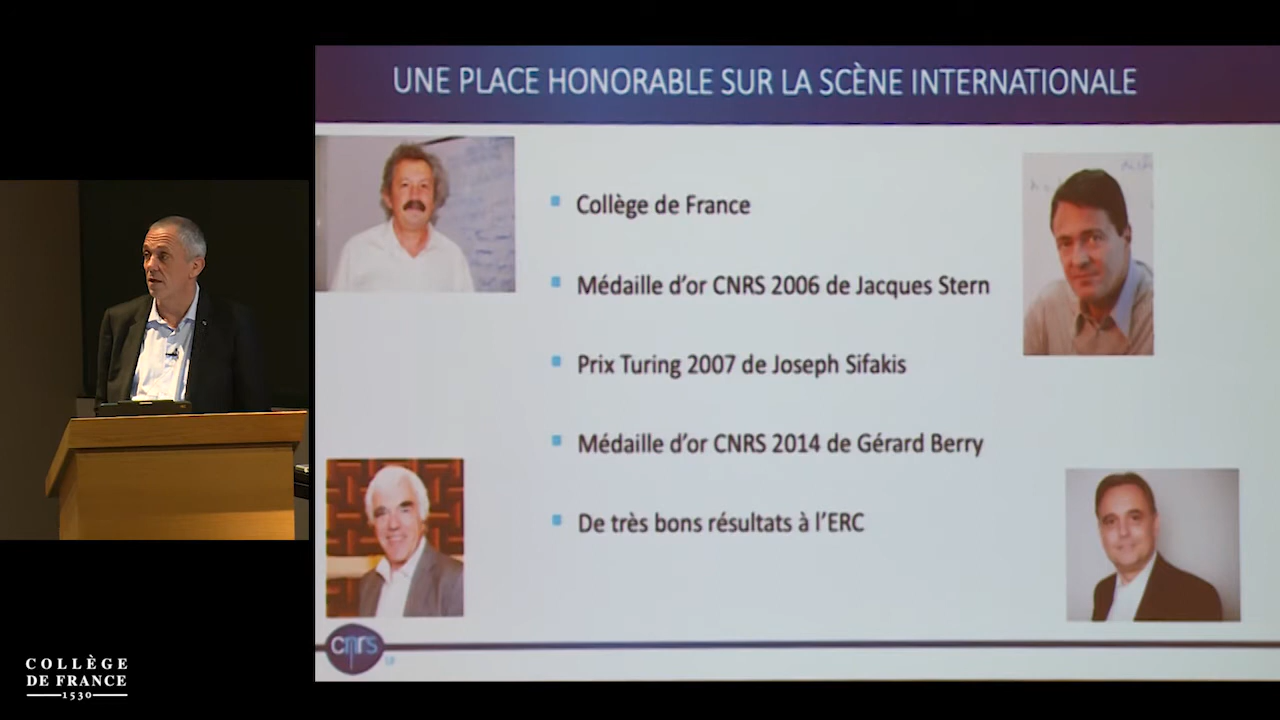 UNE PLACE HONORABLE SUR LA SCÈNE INTERNATIONALE
Collège de France
Médaille d'or CNRS 2006 de Jacques Stern
Prix Turing 2007 de Joseph Sifakis
Médaille d'or CNRS 2014 de Gérard Berry
De très bons résultats à l'ERC
cnrs
COLLÈGE
DE FRANCE
1530